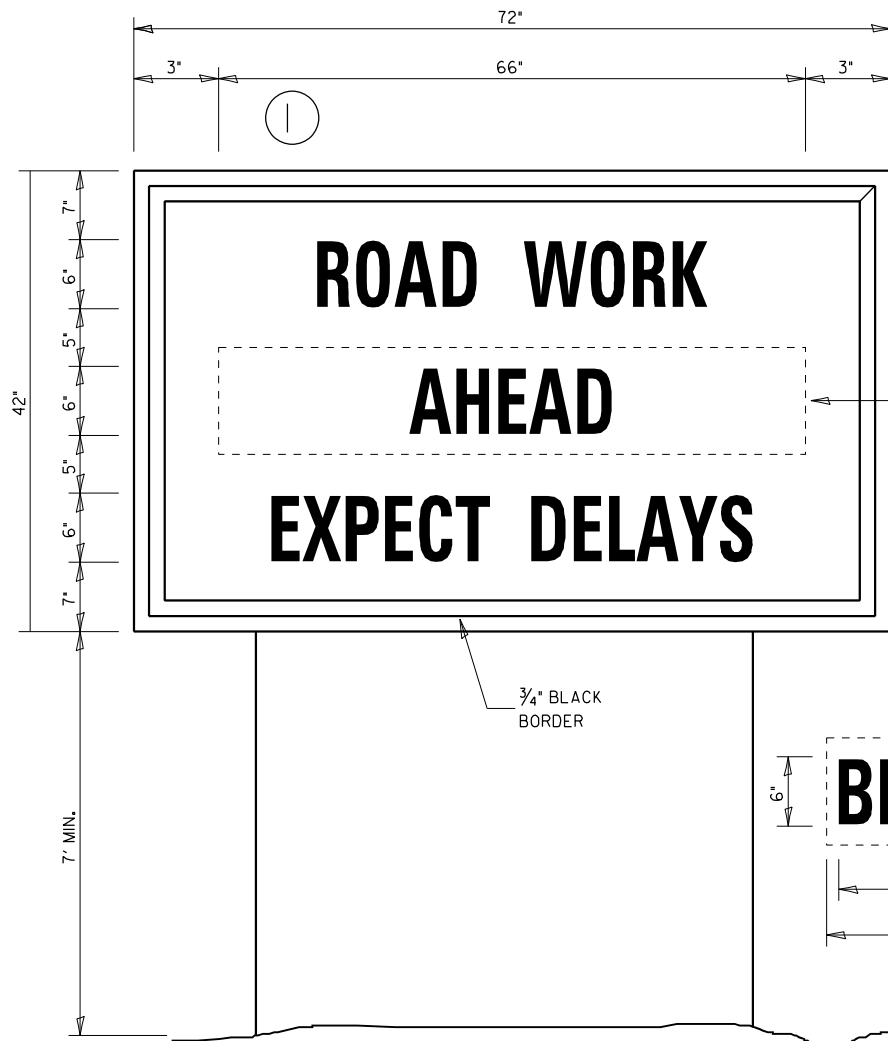 72"
3" 66" 3"
1
7"
6"
5"
6"
5"
6"
7"
42"
ROAD WORK
AHEAD
EXPECT DELAYS
3/4" BLACK
BORDER
7' MIN.
6"